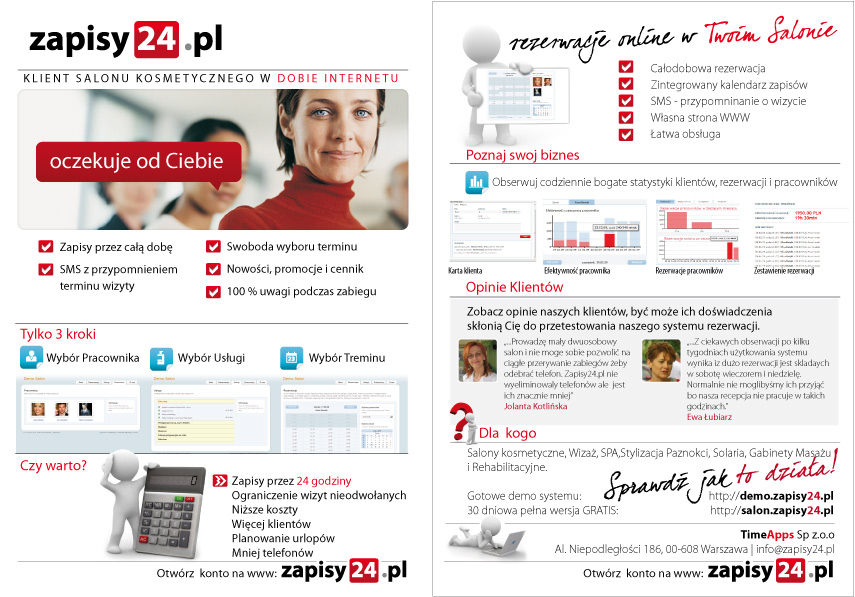 zapisy24.pl
KLIENT SALONU KOSMETYCZNEGO W DOBIE INTERNETU
oczekuje od Ciebie
Zapisy przez całą dobę
SMS z przypomnieniem
terminu wizyty
Swoboda wyboru terminu
Nowości, promocje i cennik
100 % uwagi podczas zabiegu
Tylko 3 kroki
Wybór Pracownika
Wybór Usługi
Wybór Treminu
Demo Salon
Demo Salon
Demo Salon
Czy warto?
Zapisy przez 24 godziny
Ograniczenie wizyt nieodwołanych
Niższe koszty
Więcej klientów
Planowanie urlopów
Mniej telefonów
Otwórz konto na www: zapisy24.pl
rezerwacje online w Twoim Salonie
Całodobowa rezerwacja
Zintegrowany kalendarz zapisów
SMS - przypomninanie o wizycie
Własna strona WWW
Łatwa obsługa
Poznaj swoj biznes
Obserwuj codziennie bogate statystyki klientów, rezerwacji i pracowników
Karta klienta
Efektywność pracownika
Rezerwacje pracowników
Zestawienie rezerwacji
Opinie Klientów
Zobacz opinie naszych klientów, być może ich doświadczenia
skłonią Cię do przetestowania naszego systemu rezerwacji.
„...Prowadzę mały dwuosobowy
salon i nie moge sobie pozwolić na
ciągłe przerywanie zabiegów żeby
odebrać telefon. Zapisy24.pl nie
wyeliminowały telefonów ale jest
ich znacznie mniej”
Jolanta Kotlińska
„...Z ciekawych obserwacji po kilku
tygodniach użytkowania systemu
wynika iz dużo rezerwacji jest składach
w sobotę wieczorem i niedzielę.
Normalnie nie moglibyśmy ich przyjąć
bo nasza recepcja nie pracuje w takich
godzinach.”
Ewa Łubiarz
Dla kogo
Salony kosmetyczne, Wizaż, SPA,Stylizacja Paznokci, Solaria, Gabinety Masażu
i Rehabilitacyjne.
Sprawdź jak to działa!
Gotowe demo systemu: http://demo.zapisy24.pl
30 dniowa pełna wersja GRATIS: http://salon.zapisy24.pl
TimeApps Sp z.o.o
Al. Niepodległości 186, 00-608 Warszawa | info@zapisy24.pl
Otwórz konto na www: zapisy24.pl